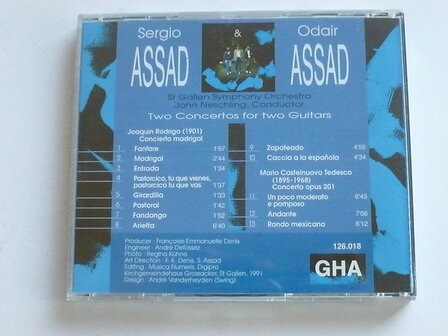 Sergio & Odair
ASSAD ASSAD
St Gallen Symphony Orchestra
John Neschling, Conductor
Two Concertos for two Guitars
Joaquin Rodrigo (1901)
Concierto madrigal
1 Fanfare 1'57
2 Madrigal 2'44
3 Entrada 1'34
4 Pastorcico, tu que vienes,
pastorcico tu que vas 1'37
5 Girardilla 1'33
6 Pastoral 1'42
7 Fandango 1'52
8 Arietta 6'40
9 Zapateado 4'55
10 Caccia a la española 4'34
Mario Castelnuovo Tedesco
(1895-1968)
Concerto opus 201
11 Un poco moderato
e pomposo 6'43
12 Andante 7'06
13 Rondo mexicano 6'12
Producer : Françoise-Emmanuelle Denis
Engineer : André Defossez
Photo : Regina Kühne
Art Direction : F.-E. Denis, S. Assad
Editing : Musica Numeris, Digipro
Kirchgemeindehaus Grossacker, St Gallen, 1991
Design : André Vanderheyden (Swing)
126.018
GHA